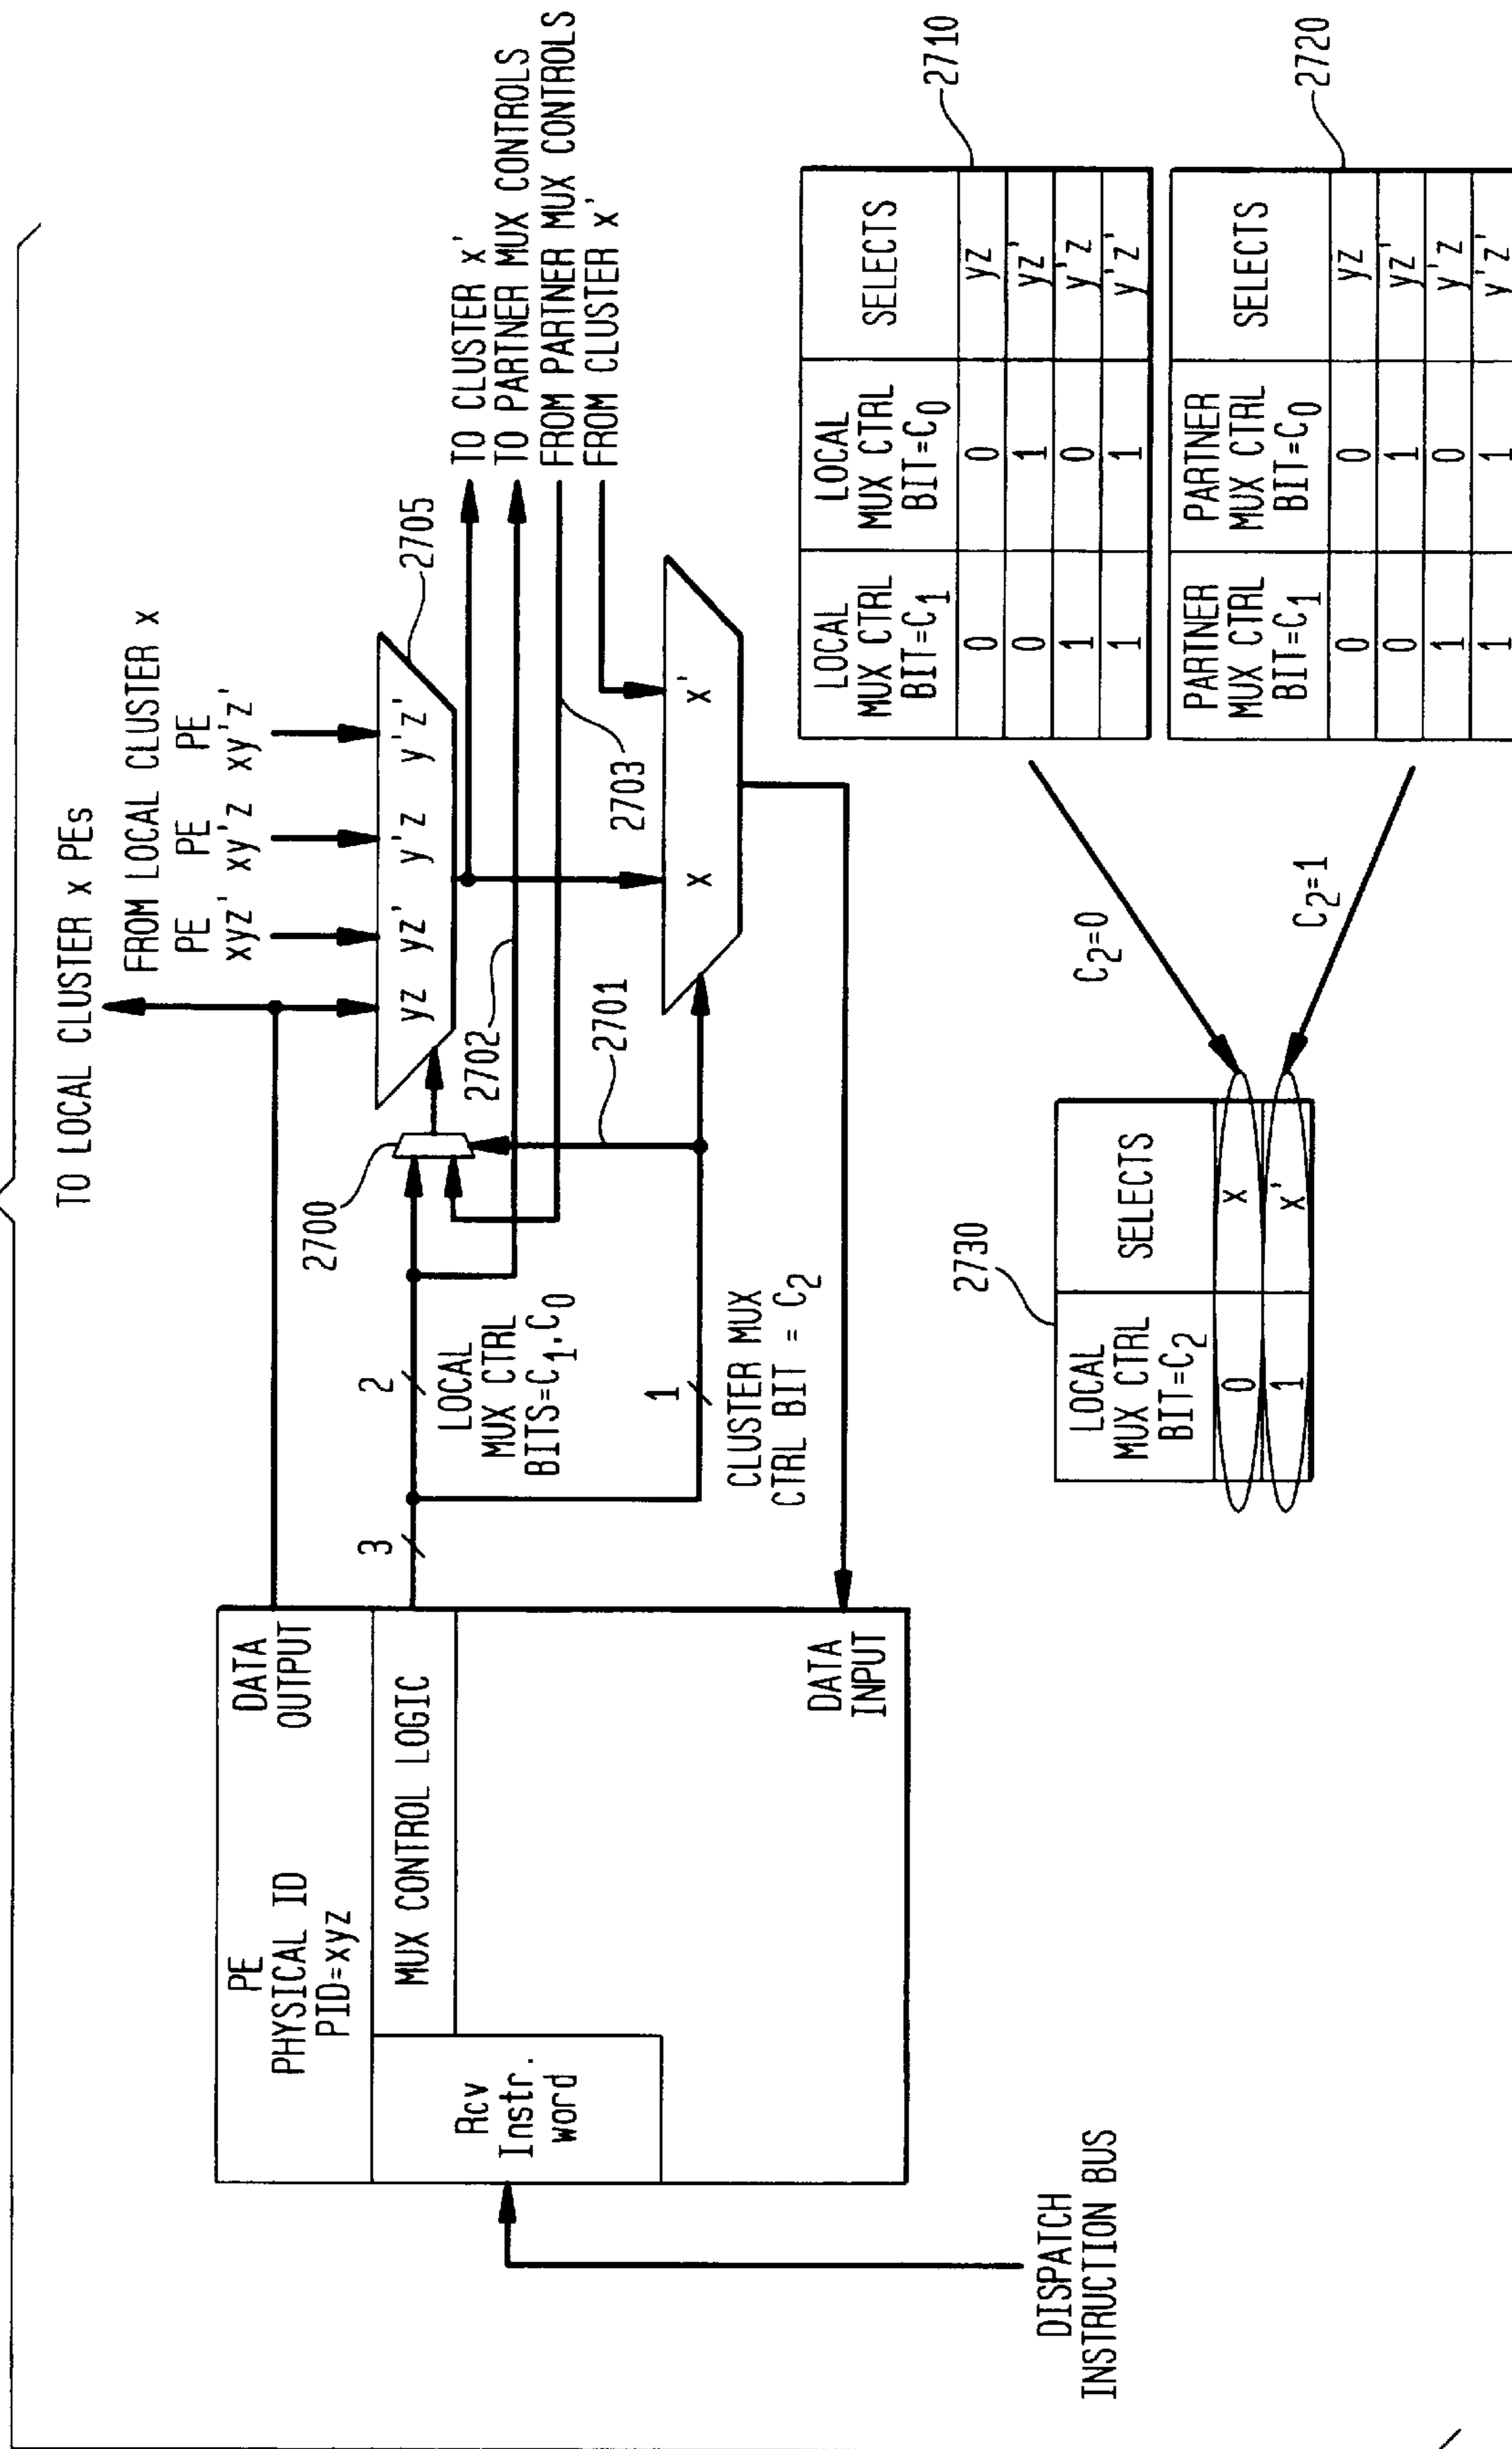 TO LOCAL CLUSTER x PEs
FROM LOCAL CLUSTER x
PE PE PE
xyz' xy'z xy'z'
yz yz' y'z y'z'
2705
2700
PE
PHYSICAL ID
PID=xyz
DATA
OUTPUT
MUX CONTROL LOGIC
Rcv
Instr.
word
DATA
INPUT
3
2
LOCAL
MUX CTRL
BITS=C1,C0
1
CLUSTER MUX
CTRL BIT = C2
2702
2701
2703
TO CLUSTER x'
TO PARTNER MUX CONTROLS
FROM PARTNER MUX CONTROLS
FROM CLUSTER x'
x x'
DISPATCH
INSTRUCTION BUS
2730
LOCAL
MUX CTRL
BIT=C2
SELECTS
0 x
1 x'
C2=0
C2=1
2710
LOCAL
MUX CTRL
BIT=C1
LOCAL
MUX CTRL
BIT=C0
SELECTS
0 0 yz
0 1 yz'
1 0 y'z
1 1 y'z'
2720
PARTNER
MUX CTRL
BIT=C1
PARTNER
MUX CTRL
BIT=C0
SELECTS
0 0 yz
0 1 yz'
1 0 y'z
1 1 y'z'